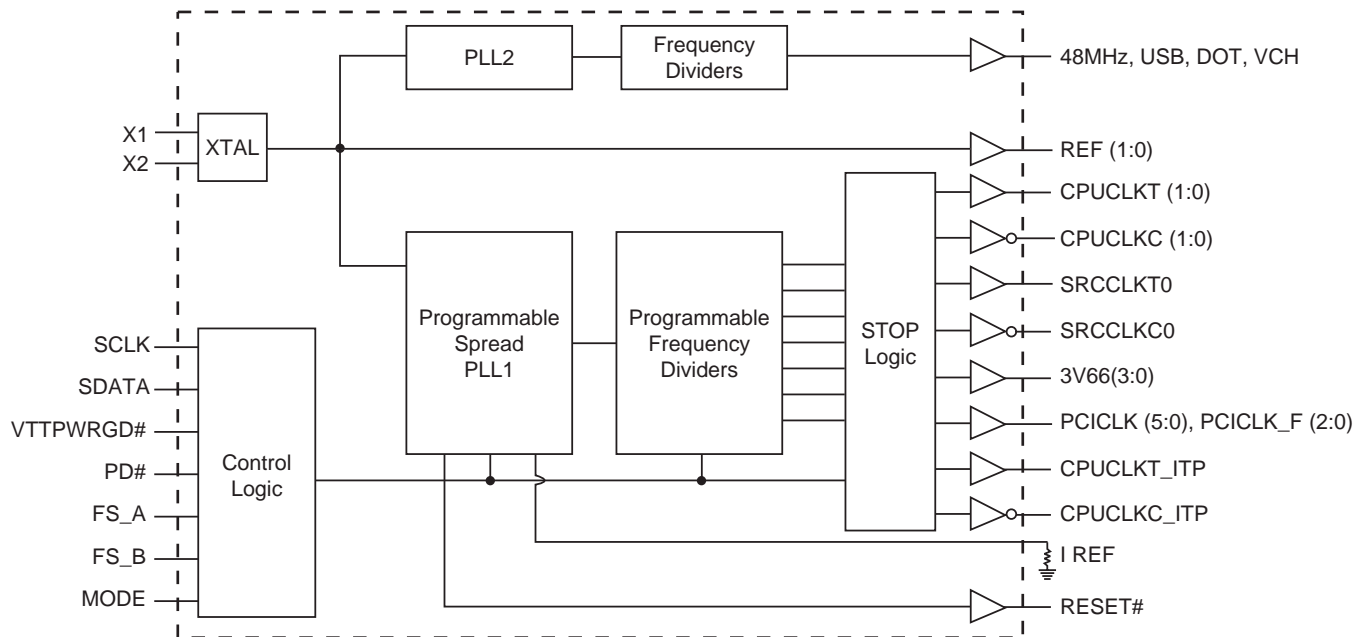 PLL2
Frequency
Dividers
48MHz, USB, DOT, VCH
X1
X2
XTAL
REF (1:0)
CPUCLKT (1:0)
CPUCLKC (1:0)
SRCCLKT0
SRCCLKC0
3V66(3:0)
PCICLK (5:0), PCICLK_F (2:0)
CPUCLKT_ITP
CPUCLKC_ITP
I REF
RESET#
Programmable
Spread
PLL1
Programmable
Frequency
Dividers
STOP
Logic
SCLK
SDATA
VTTPWRGD#
PD#
FS_A
FS_B
MODE
Control
Logic